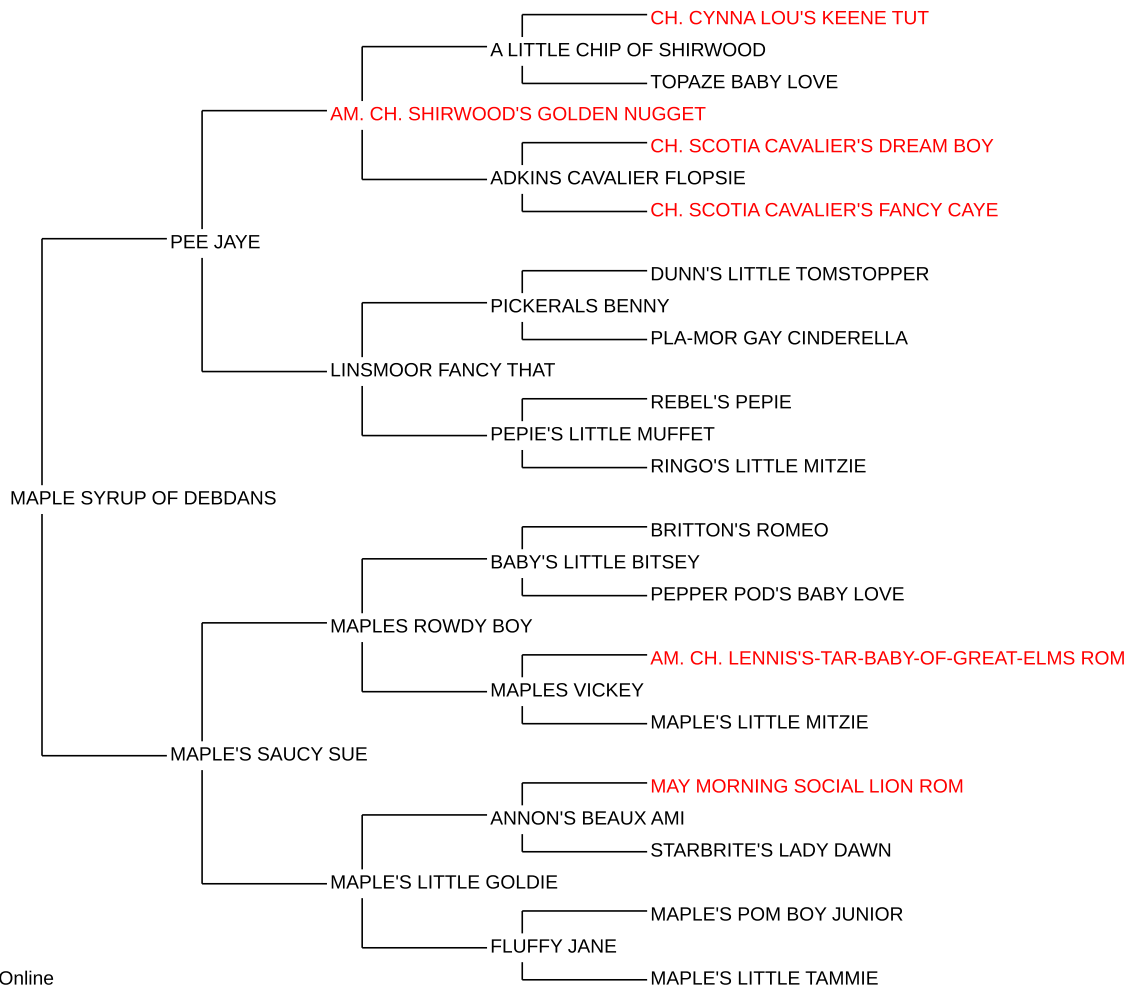 CH. CYNNA LOU'S KEENE TUT
A LITTLE CHIP OF SHIRWOOD
TOPAZE BABY LOVE
AM. CH. SHIRWOOD'S GOLDEN NUGGET
CH. SCOTIA CAVALIER'S DREAM BOY
ADKINS CAVALIER FLOPSIE
CH. SCOTIA CAVALIER'S FANCY CAYE
PEE JAYE
DUNN'S LITTLE TOMSTOPPER
PICKERALS BENNY
PLA-MOR GAY CINDERELLA
LINSMOOR FANCY THAT
REBEL'S PEPIE
PEPIE'S LITTLE MUFFET
RINGO'S LITTLE MITZIE
MAPLE SYRUP OF DEBDANS
BRITTON'S ROMEO
BABY'S LITTLE BITSEY
PEPPER POD'S BABY LOVE
MAPLES ROWDY BOY
AM. CH. LENNIS'S-TAR-BABY-OF-GREAT-ELMS ROM
MAPLES VICKEY
MAPLE'S LITTLE MITZIE
MAPLE'S SAUCY SUE
MAY MORNING SOCIAL LION ROM
ANNON'S BEAUX AMI
STARBRITE'S LADY DAWN
MAPLE'S LITTLE GOLDIE
MAPLE'S POM BOY JUNIOR
FLUFFY JANE
MAPLE'S LITTLE TAMMIE
Online